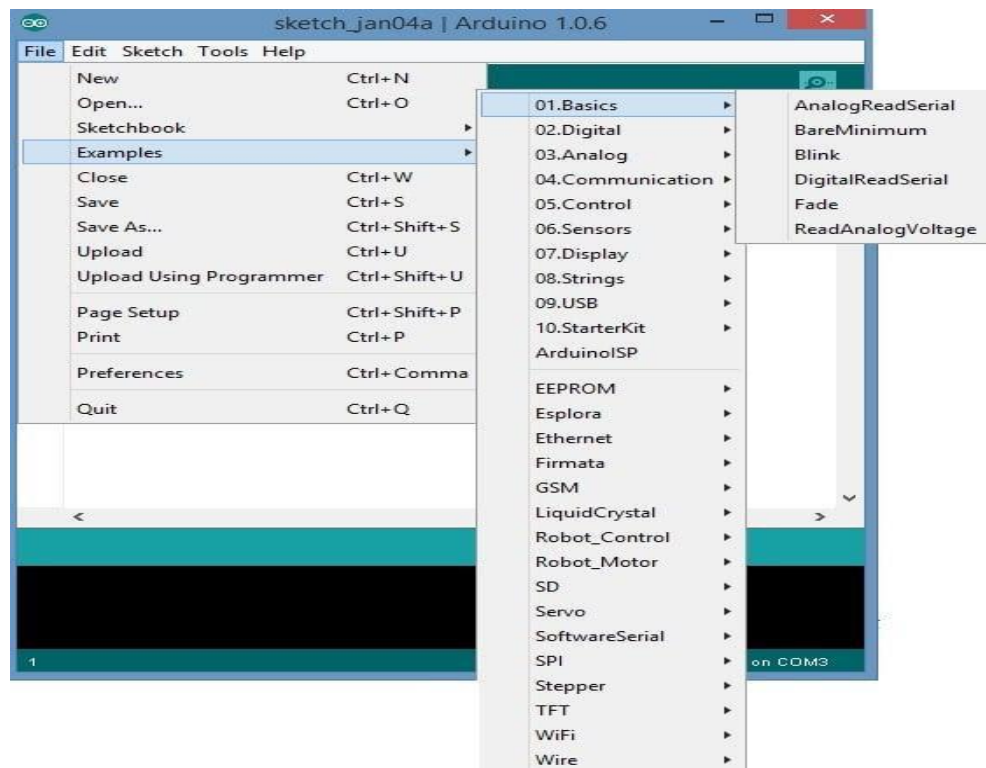 sketch_jan04a | Arduino 1.0.6
File Edit Sketch Tools Help
New Ctrl+N
Open... Ctrl+O
Sketchbook
Examples
Close Ctrl+W
Save Ctrl+S
Save As... Ctrl+Shift+S
Upload Ctrl+U
Upload Using Programmer Ctrl+Shift+U
Page Setup Ctrl+Shift+P
Print Ctrl+P
Preferences Ctrl+Comma
Quit Ctrl+Q
01.Basics
02.Digital
03.Analog
04.Communication
05.Control
06.Sensors
07.Display
08.Strings
09.USB
10.StarterKit
ArduinoISP
EEPROM
Esplora
Ethernet
Firmata
GSM
LiquidCrystal
Robot_Control
Robot_Motor
SD
Servo
SoftwareSerial
SPI
Stepper
TFT
WiFi
Wire
AnalogReadSerial
BareMinimum
Blink
DigitalReadSerial
Fade
ReadAnalogVoltage
1 on COM3